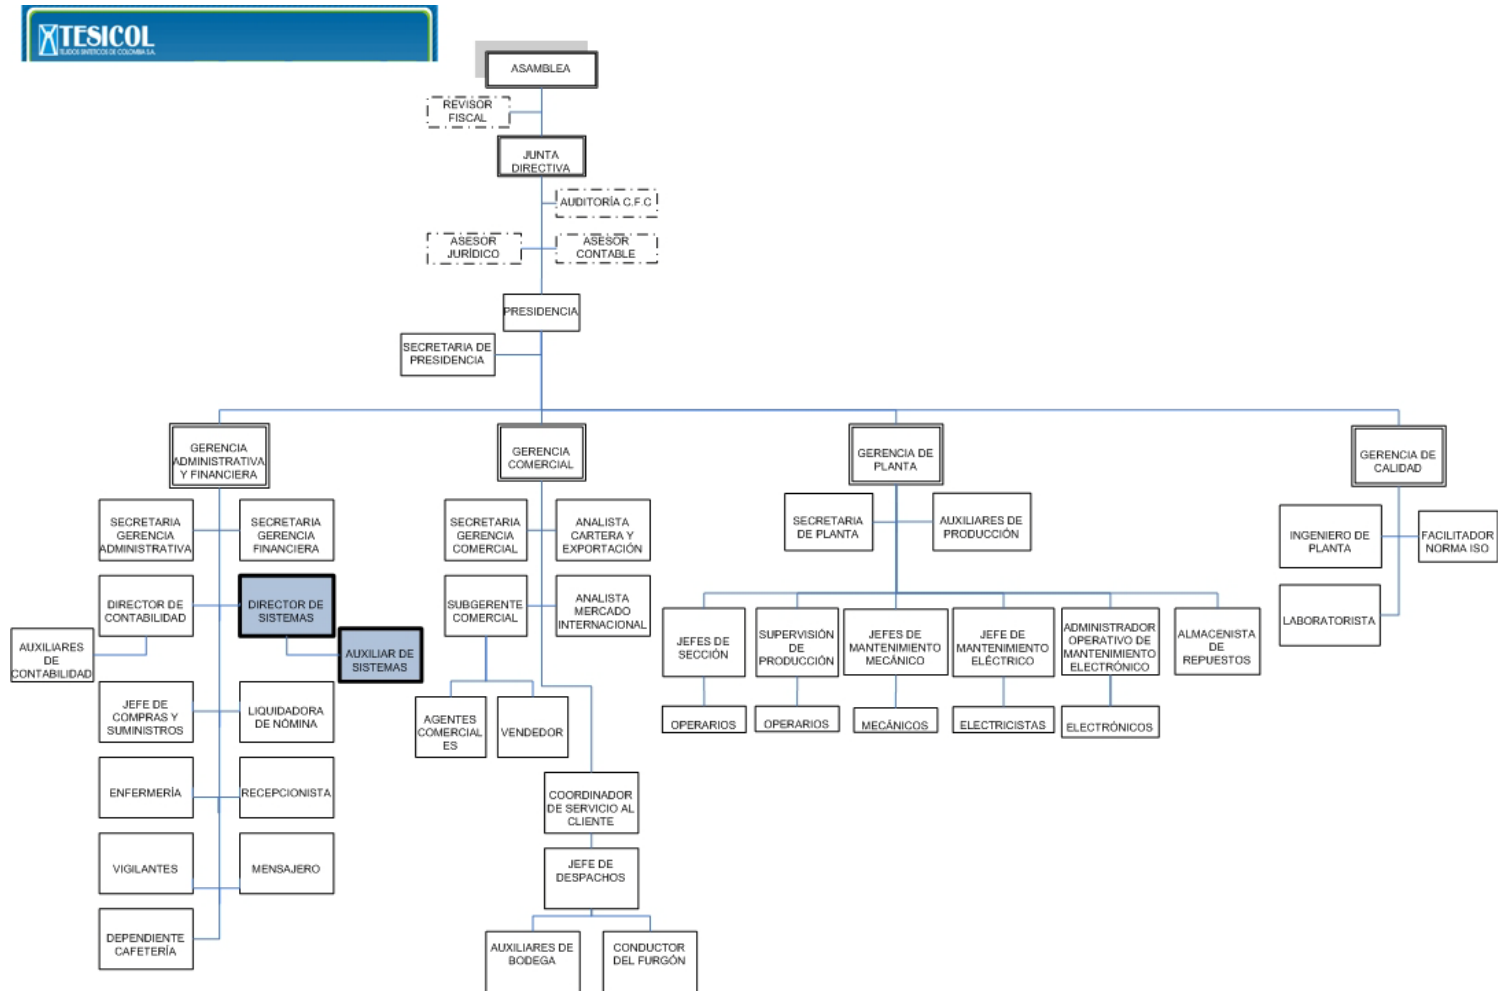 TESICOL
TEJIDOS SINTETICOS DE COLOMBIA S.A.
ASAMBLEA
REVISOR
FISCAL
JUNTA
DIRECTIVA
AUDITORÍA C.F.C
ASESOR
JURÍDICO
ASESOR
CONTABLE
PRESIDENCIA
SECRETARIA DE
PRESIDENCIA
GERENCIA
ADMINISTRATIVA
Y FINANCIERA
GERENCIA
COMERCIAL
GERENCIA DE
PLANTA
GERENCIA DE
CALIDAD
SECRETARIA
GERENCIA
ADMINISTRATIVA
SECRETARIA
GERENCIA
FINANCIERA
DIRECTOR DE
CONTABILIDAD
DIRECTOR DE
SISTEMAS
AUXILIARES
DE
CONTABILIDAD
AUXILIAR DE
SISTEMAS
JEFE DE
COMPRAS Y
SUMINISTROS
LIQUIDADORA
DE NÓMINA
ENFERMERÍA
RECEPCIONISTA
VIGILANTES
MENSAJERO
DEPENDIENTE
CAFETERÍA
SECRETARIA
GERENCIA
COMERCIAL
ANALISTA
CARTERA Y
EXPORTACIÓN
SUBGERENTE
COMERCIAL
ANALISTA
MERCADO
INTERNACIONAL
AGENTES
COMERCIAL
ES
VENDEDOR
COORDINADOR
DE SERVICIO AL
CLIENTE
JEFE DE
DESPACHOS
AUXILIARES DE
BODEGA
CONDUCTOR
DEL FURGÓN
SECRETARIA
DE PLANTA
AUXILIARES DE
PRODUCCIÓN
JEFES DE
SECCIÓN
SUPERVISIÓN
DE
PRODUCCIÓN
JEFES DE
MANTENIMIENTO
MECÁNICO
JEFE DE
MANTENIMIENTO
ELÉCTRICO
ADMINISTRADOR
OPERATIVO DE
MANTENIMIENTO
ELECTRÓNICO
ALMACENISTA
DE
REPUESTOS
OPERARIOS
OPERARIOS
MECÁNICOS
ELECTRICISTAS
ELECTRÓNICOS
INGENIERO DE
PLANTA
FACILITADOR
NORMA ISO
LABORATORISTA